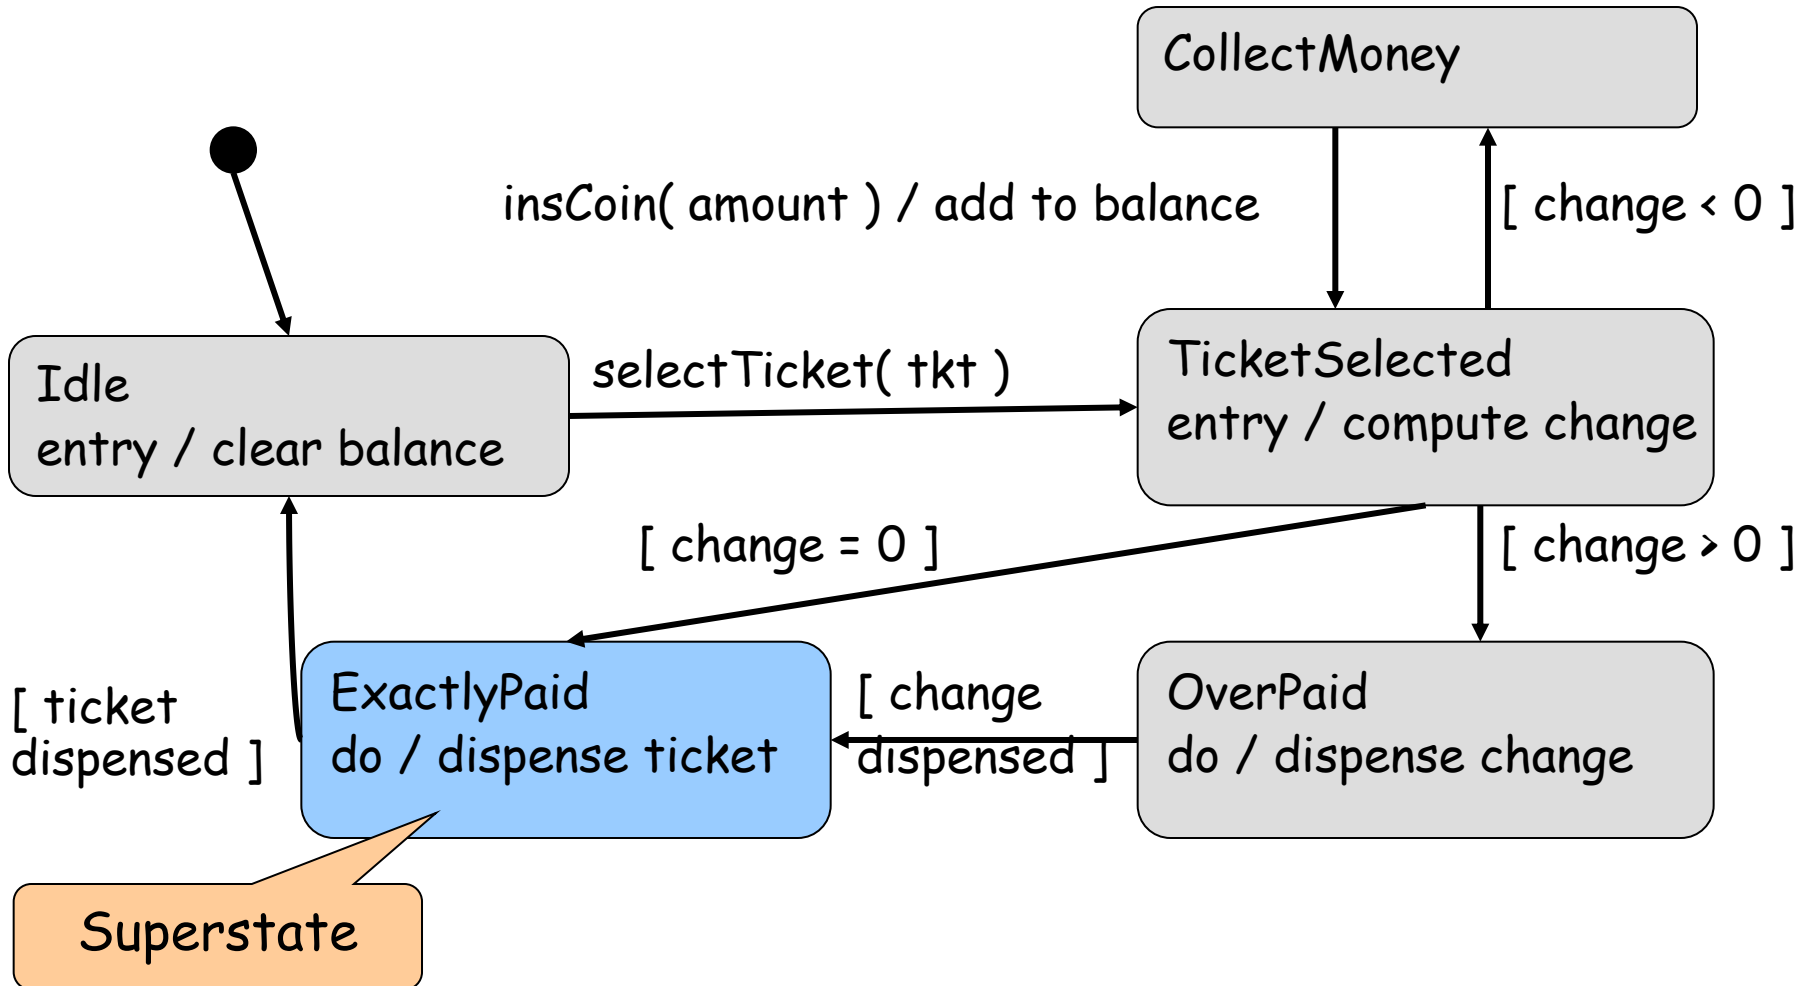 CollectMoney
insCoin( amount ) / add to balance
[ change < 0 ]
Idle
entry / clear balance
selectTicket( tkt )
TicketSelected
entry / compute change
[ change = 0 ]
[ change > 0 ]
[ ticket
dispensed ]
ExactlyPaid
do / dispense ticket
[ change
dispensed ]
OverPaid
do / dispense change
Superstate